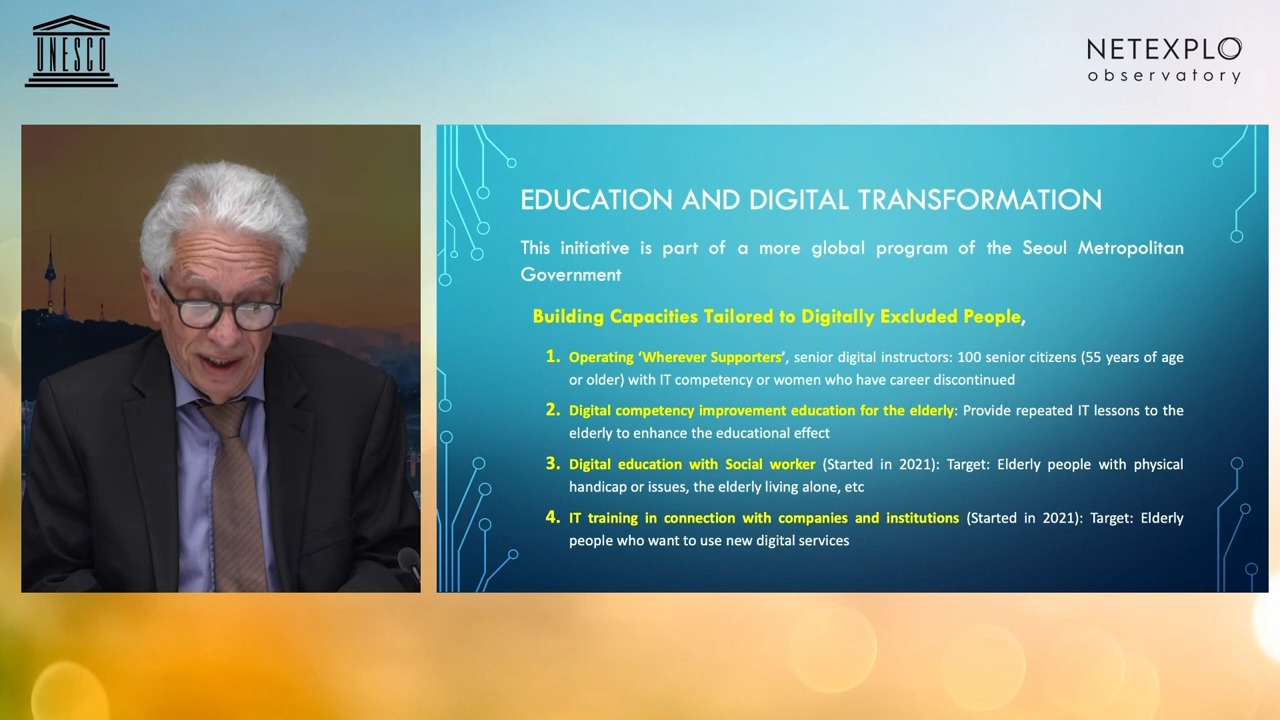 UNESCO
NETEXPLO
observatory
EDUCATION AND DIGITAL TRANSFORMATION
This initiative is part of a more global program of the Seoul Metropolitan
Government
Building Capacities Tailored to Digitally Excluded People,
1. Operating ‘Wherever Supporters’, senior digital instructors: 100 senior citizens (55 years of age
or older) with IT competency or women who have career discontinued
2. Digital competency improvement education for the elderly: Provide repeated IT lessons to the
elderly to enhance the educational effect
3. Digital education with Social worker (Started in 2021): Target: Elderly people with physical
handicap or issues, the elderly living alone, etc
4. IT training in connection with companies and institutions (Started in 2021): Target: Elderly
people who want to use new digital services